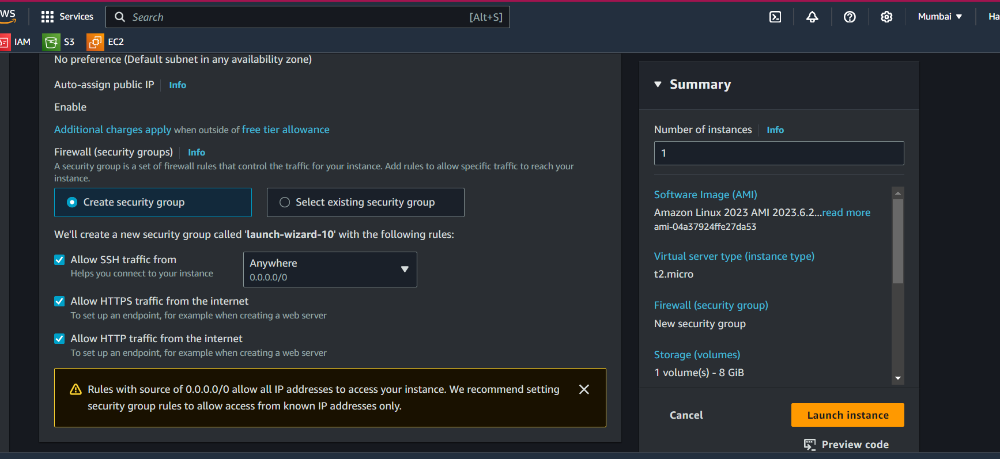 WS
Services
Search
[Alt+S]
Mumbai
Ha
IAM
S3
EC2
No preference (Default subnet in any availability zone)
Auto-assign public IP
Info
Enable
Additional charges apply when outside of free tier allowance
Firewall (security groups)
Info
A security group is a set of firewall rules that control the traffic for your instance. Add rules to allow specific traffic to reach your
instance.
Create security group
Select existing security group
We'll create a new security group called 'launch-wizard-10' with the following rules:
Allow SSH traffic from
Helps you connect to your instance
Anywhere
0.0.0.0/0
Allow HTTPS traffic from the internet
To set up an endpoint, for example when creating a web server
Allow HTTP traffic from the internet
To set up an endpoint, for example when creating a web server
Rules with source of 0.0.0.0/0 allow all IP addresses to access your instance. We recommend setting
security group rules to allow access from known IP addresses only.
Summary
Number of instances
Info
1
Software Image (AMI)
Amazon Linux 2023 AMI 2023.6.2...read more
ami-04a37924ffe27da53
Virtual server type (instance type)
t2.micro
Firewall (security group)
New security group
Storage (volumes)
1 volume(s) - 8 GiB
Cancel
Launch instance
Preview code